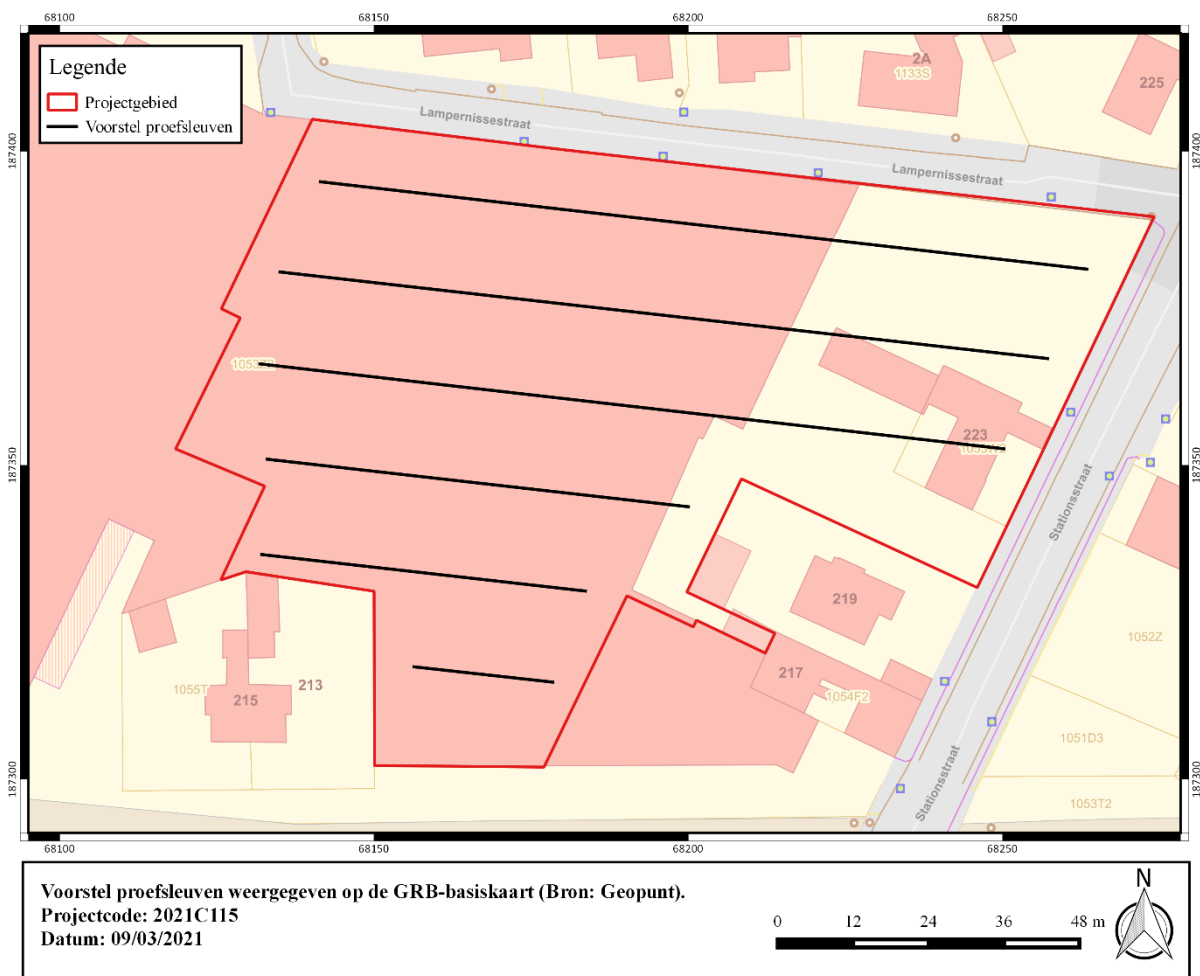 68100 68150 68200 68250
Legende
Projectgebied
Voorstel proefsleuven
2A
1133S
225
Lampernissestraat
187400 187400
Lampernissestraat
223
187350 187350
Stationsstraat
219
1052Z
217
213
215
1054F2
1051D3
Stationsstraat
187300 187300
1053T2
68100 68150 68200 68250
Voorstel proefsleuven weergegeven op de GRB-basiskaart (Bron: Geopunt).
Projectcode: 2021C115
Datum: 09/03/2021
0 12 24 36 48 m
N